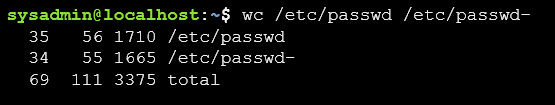 sysadmin@localhost:~$ wc /etc/passwd /etc/passwd-
35 56 1710 /etc/passwd
34 55 1665 /etc/passwd-
69 111 3375 total